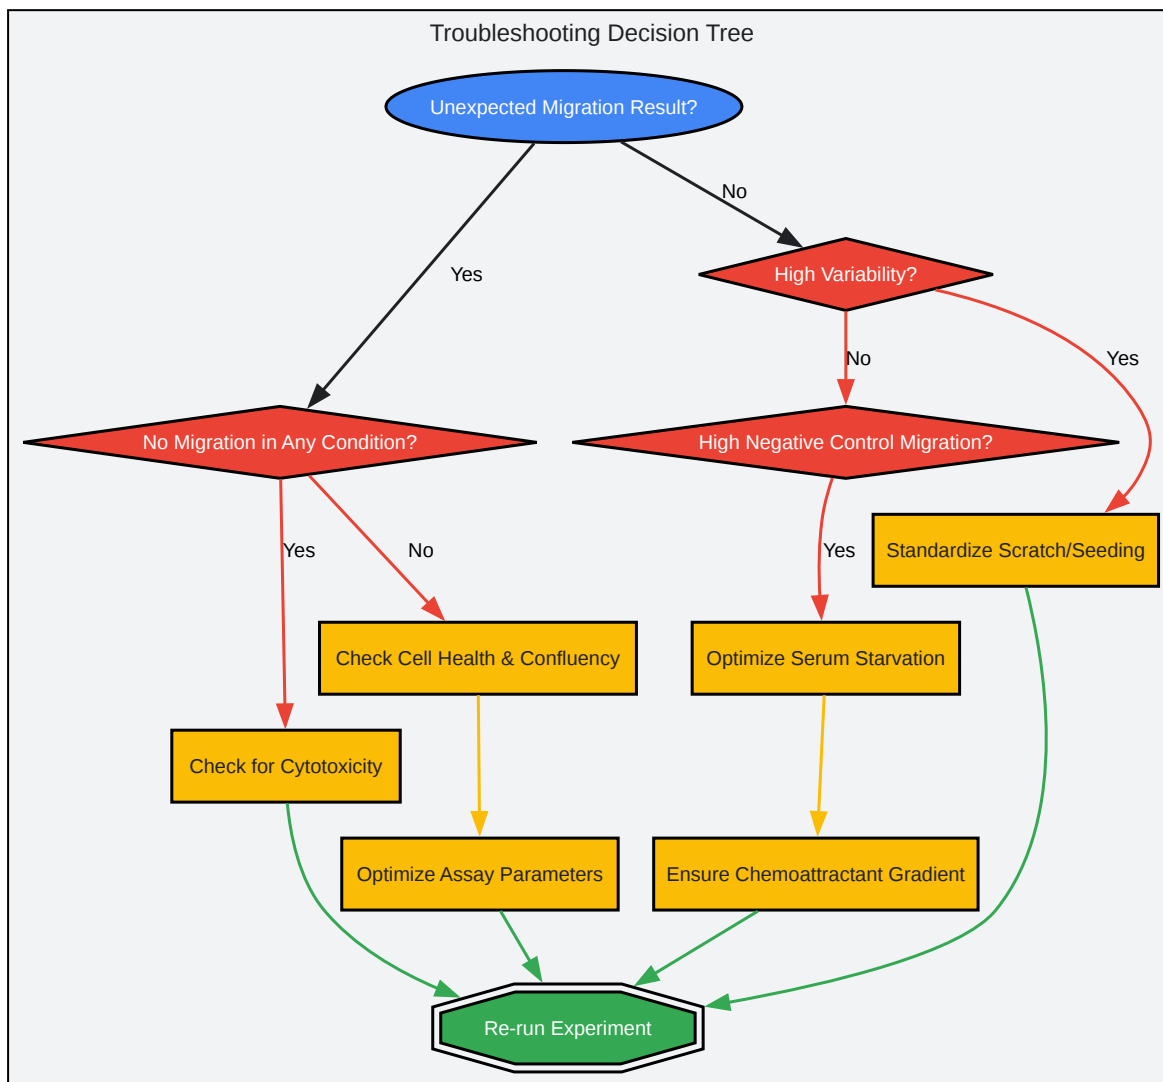 Troubleshooting Decision Tree
Unexpected Migration Result?
No
Yes
High Variability?
No
Yes
No Migration in Any Condition?
High Negative Control Migration?
Yes
No
Yes
Standardize Scratch/Seeding
Check Cell Health & Confluency
Optimize Serum Starvation
Check for Cytotoxicity
Optimize Assay Parameters
Ensure Chemoattractant Gradient
Re-run Experiment